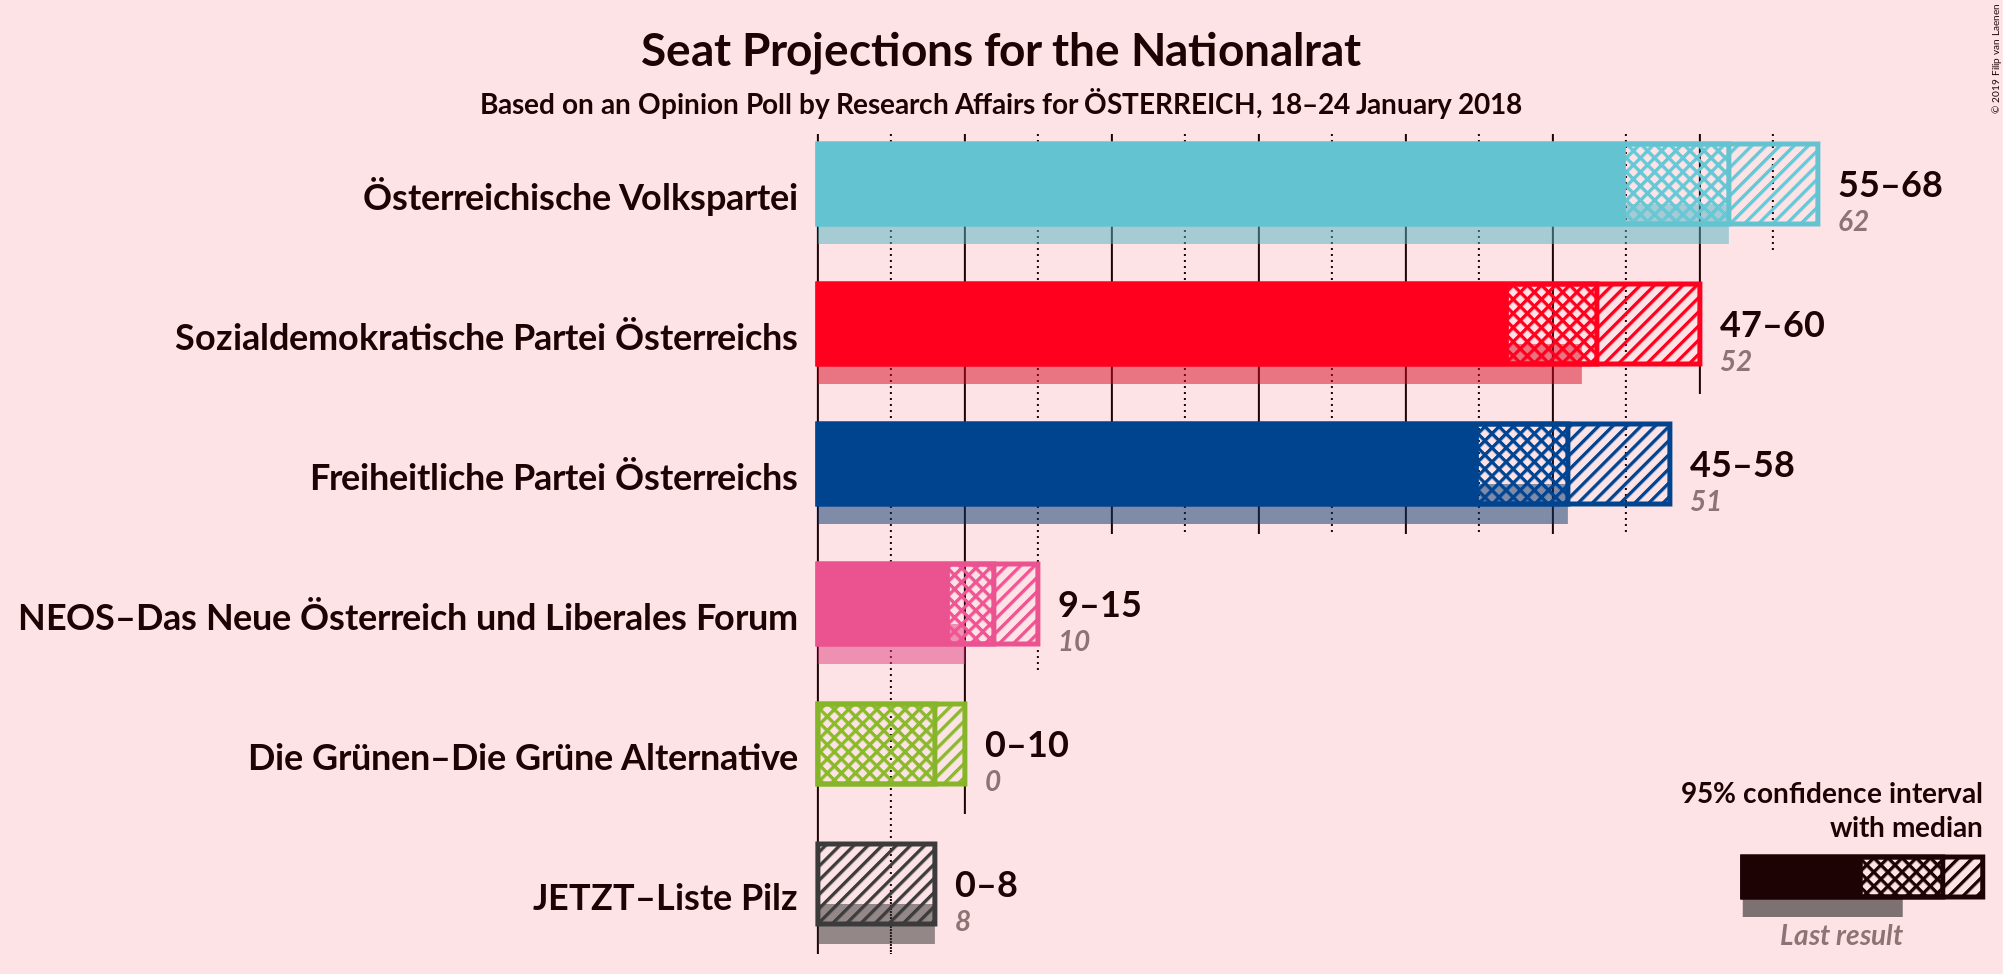 Seat Projections for the Nationalrat
Based on an Opinion Poll by Research Affairs for ÖSTERREICH, 18–24 January 2018
© 2019 Filip van Laenen
Österreichische Volkspartei
55–68
62
Sozialdemokratische Partei Österreichs
47–60
52
Freiheitliche Partei Österreichs
45–58
51
NEOS–Das Neue Österreich und Liberales Forum
9–15
10
Die Grünen–Die Grüne Alternative
0–10
0
JETZT–Liste Pilz
0–8
8
95% confidence interval
with median
Last result